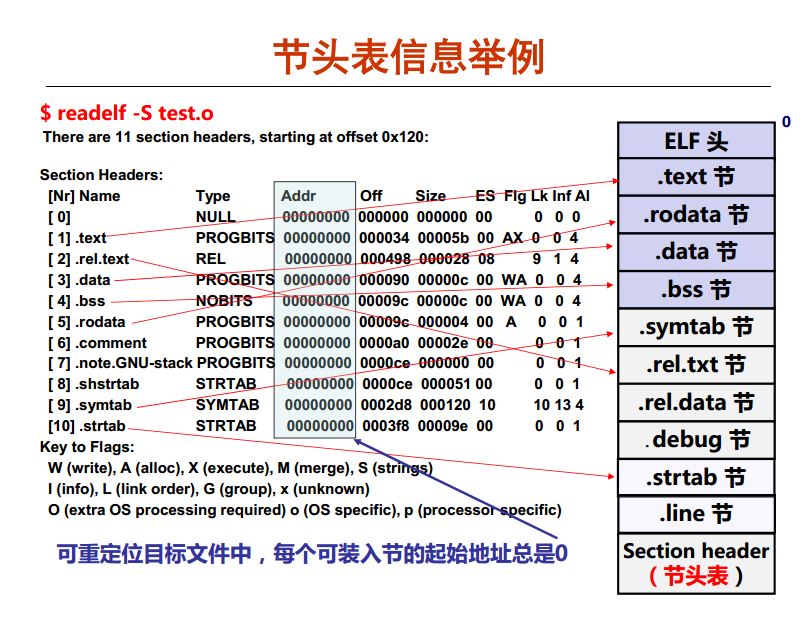 节头表信息举例
$ readelf -S test.o
There are 11 section headers, starting at offset 0x120:
Section Headers:
[Nr] Name Type Addr Off Size ES Flg Lk Inf Al
[ 0] NULL 00000000 000000 000000 00 0 0 0
[ 1] .text PROGBITS 00000000 000034 00005b 00 AX 0 0 4
[ 2] .rel.text REL 00000000 000498 000028 08 9 1 4
[ 3] .data PROGBITS 00000000 000090 00000c 00 WA 0 0 4
[ 4] .bss NOBITS 00000000 00009c 00000c 00 WA 0 0 4
[ 5] .rodata PROGBITS 00000000 00009c 000004 00 A 0 0 1
[ 6] .comment PROGBITS 00000000 0000a0 00002e 00 0 0 1
[ 7] .note.GNU-stack PROGBITS 00000000 0000ce 000000 00 0 0 1
[ 8] .shstrtab STRTAB 00000000 0000ce 000051 00 0 0 1
[ 9] .symtab SYMTAB 00000000 0002d8 000120 10 10 13 4
[10] .strtab STRTAB 00000000 0003f8 00009e 00 0 0 1
Key to Flags:
W (write), A (alloc), X (execute), M (merge), S (strings)
I (info), L (link order), G (group), x (unknown)
O (extra OS processing required) o (OS specific), p (processor specific)
可重定位目标文件中，每个可装入节的起始地址总是0
0
ELF 头
.text 节
.rodata 节
.data 节
.bss 节
.symtab 节
.rel.txt 节
.rel.data 节
.debug 节
.strtab 节
.line 节
Section header
（节头表）